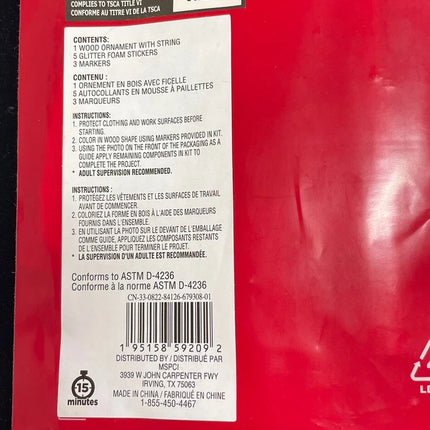 COMPLIES TO TSCA TITLE VI
CONFORME AU TITRE VI DE LA TSCA
CONTENTS:
1 WOOD ORNAMENT WITH STRING
5 GLITTER FOAM STICKERS
3 MARKERS
CONTENU :
1 ORNEMENT EN BOIS AVEC FICELLE
5 AUTOCOLLANTS EN MOUSSE À PAILLETTES
3 MARQUEURS
INSTRUCTIONS:
1. PROTECT CLOTHING AND WORK SURFACES BEFORE
STARTING.
2. COLOR IN WOOD SHAPE USING MARKERS PROVIDED IN KIT.
3. USING THE PHOTO ON THE FRONT OF THE PACKAGING AS A
GUIDE APPLY REMAINING COMPONENTS IN KIT TO
COMPLETE THE PROJECT.
* ADULT SUPERVISION RECOMMENDED.
INSTRUCTIONS :
1. PROTÉGEZ LES VÊTEMENTS ET LES SURFACES DE TRAVAIL
AVANT DE COMMENCER.
2. COLORIEZ LA FORME EN BOIS À L'AIDE DES MARQUEURS
FOURNIS DANS L'ENSEMBLE.
3. EN UTILISANT LA PHOTO SUR LE DEVANT DE L'EMBALLAGE
COMME GUIDE, APPLIQUEZ LES COMPOSANTS RESTANTS
DE L'ENSEMBLE POUR TERMINER LE PROJET.
* LA SUPERVISION D'UN ADULTE EST RECOMMANDÉE.
Conforms to ASTM D-4236
Conforme à la norme ASTM D-4236
CN-33-0822-84126-679308-01
1 95158 59209 2
DISTRIBUTED BY / DISTRIBUÉ PAR
MSPCI
3939 W JOHN CARPENTER FWY
IRVING, TX 75063
MADE IN CHINA / FABRIQUÉ EN CHINE
1-855-450-4467
15
minutes